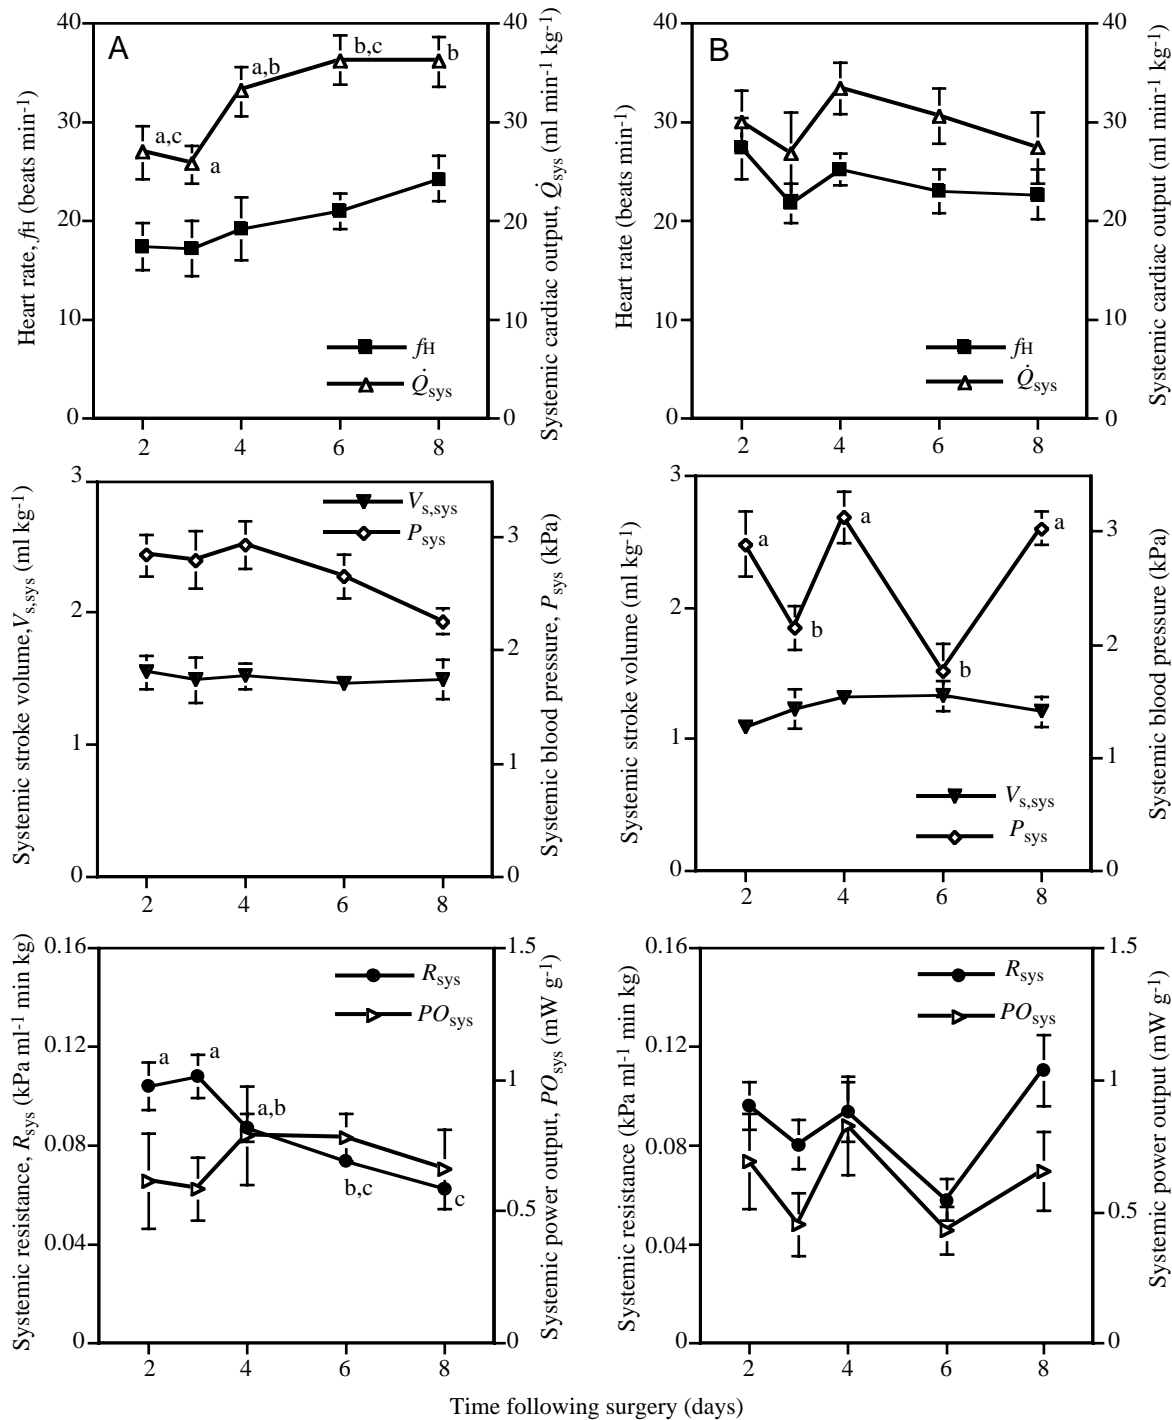 A
40
30
20
10
0
Heart rate, fH (beats min-1)
40
30
20
10
0
Systemic cardiac output, Q̇sys (ml min-1 kg-1)
a,c
a
a,b
b,c
b
fH
Q̇sys
2 4 6 8
B
40
30
20
10
0
Heart rate (beats min-1)
40
30
20
10
0
Systemic cardiac output (ml min-1 kg-1)
fH
Q̇sys
2 4 6 8
3
2
1
0
Systemic stroke volume,Vs,sys (ml kg-1)
3
2
1
0
Systemic blood pressure, Psys (kPa)
Vs,sys
Psys
2 4 6 8
3
2
1
0
Systemic stroke volume (ml kg-1)
3
2
1
0
Systemic blood pressure (kPa)
a
b
a
b
a
Vs,sys
Psys
2 4 6 8
0.16
0.12
0.08
0.04
0
Systemic resistance, Rsys (kPa ml-1 min kg)
1.5
1
0.5
0
Systemic power output, POsys (mW g-1)
Rsys
POsys
a
a
a,b
b,c
c
2 4 6 8
0.16
0.12
0.08
0.04
0
Systemic resistance (kPa ml-1 min kg)
1.5
1
0.5
0
Systemic power output (mW g-1)
Rsys
POsys
2 4 6 8
Time following surgery (days)